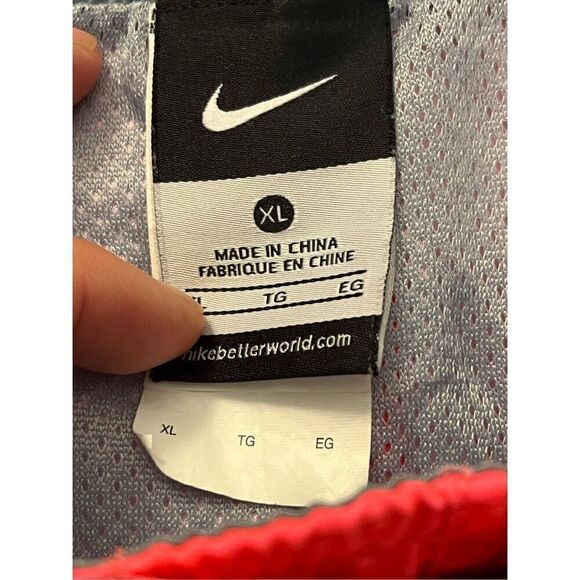 XL
MADE IN CHINA
FABRIQUE EN CHINE
TG EG
nikebetterworld.com
XL TG EG